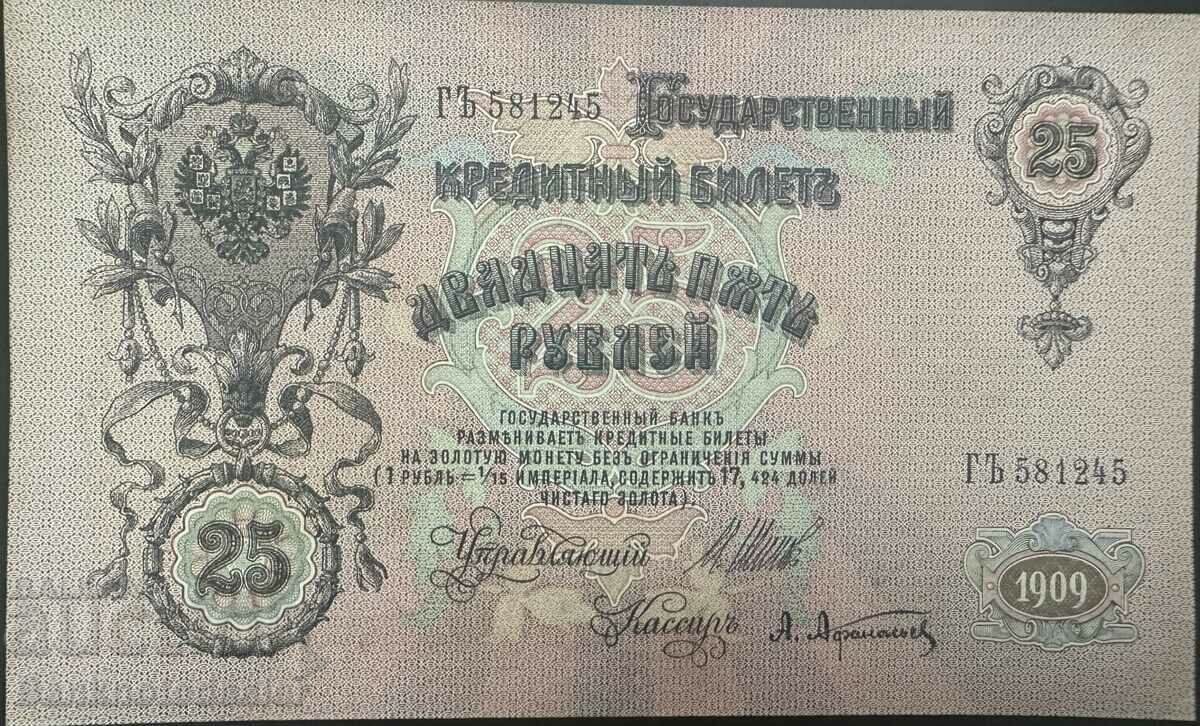 ГЪ 581245
Государственный
кредитный билетъ
25
двадцать пять
рублей
Государственный банкъ
размѣниваетъ кредитные билеты
на золотую монету безъ ограниченія суммы
(1 рубль = 1/15 имперіала, содержитъ 17, 424 долей
чистаго золота).
ГЪ 581245
25
Управляющій
Кассиръ
А. Афанасьев
1909